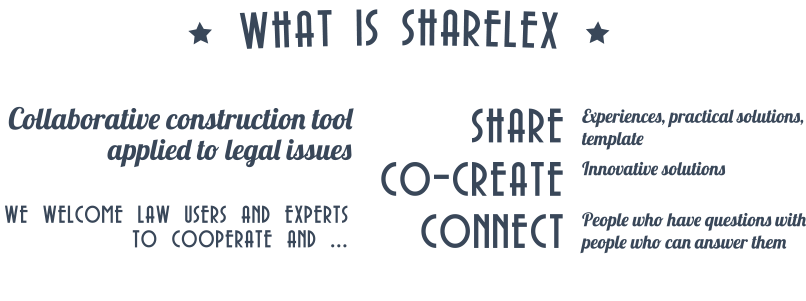 WHAT IS SHARELEX
Collaborative construction tool
applied to legal issues
WE WELCOME LAW USERS AND EXPERTS
TO COOPERATE AND ...
SHARE
Experiences, practical solutions,
template
CO-CREATE
Innovative solutions
CONNECT
People who have questions with
people who can answer them